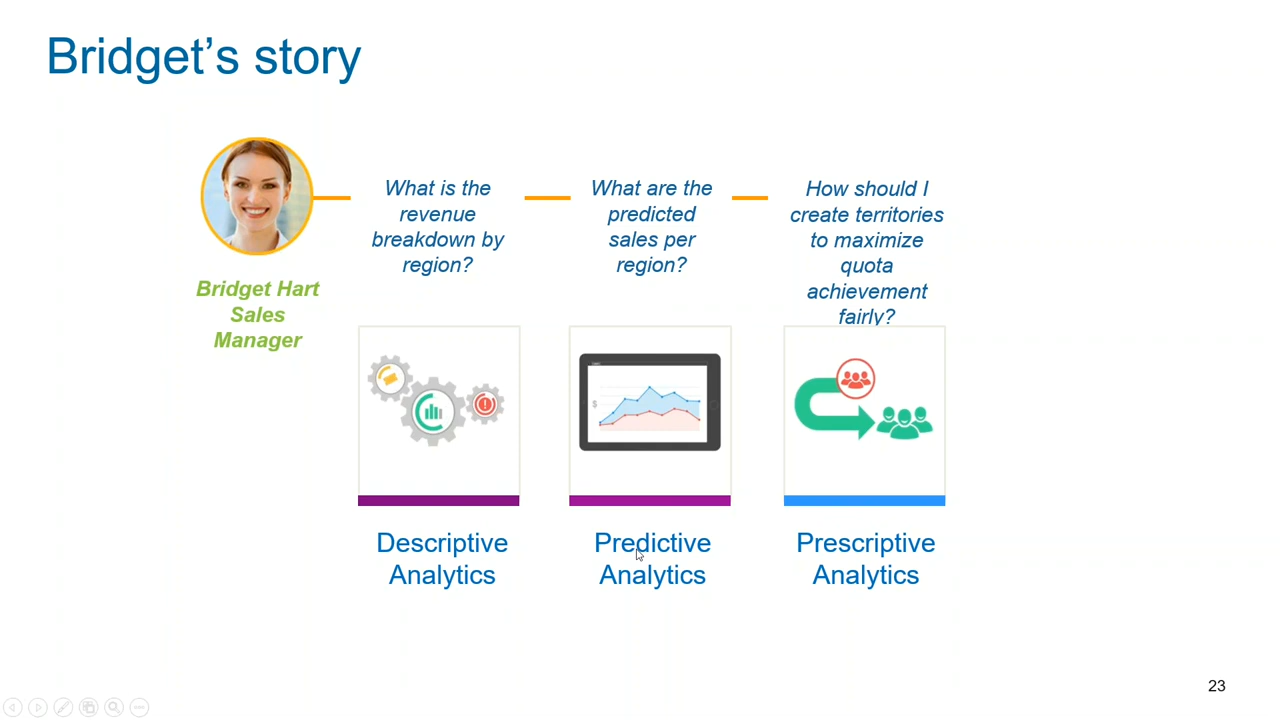 Bridget’s story
Bridget Hart
Sales
Manager
What is the
revenue
breakdown by
region?
What are the
predicted
sales per
region?
How should I
create territories
to maximize
quota
achievement
fairly?
$
Descriptive
Analytics
Predictive
Analytics
Prescriptive
Analytics
23